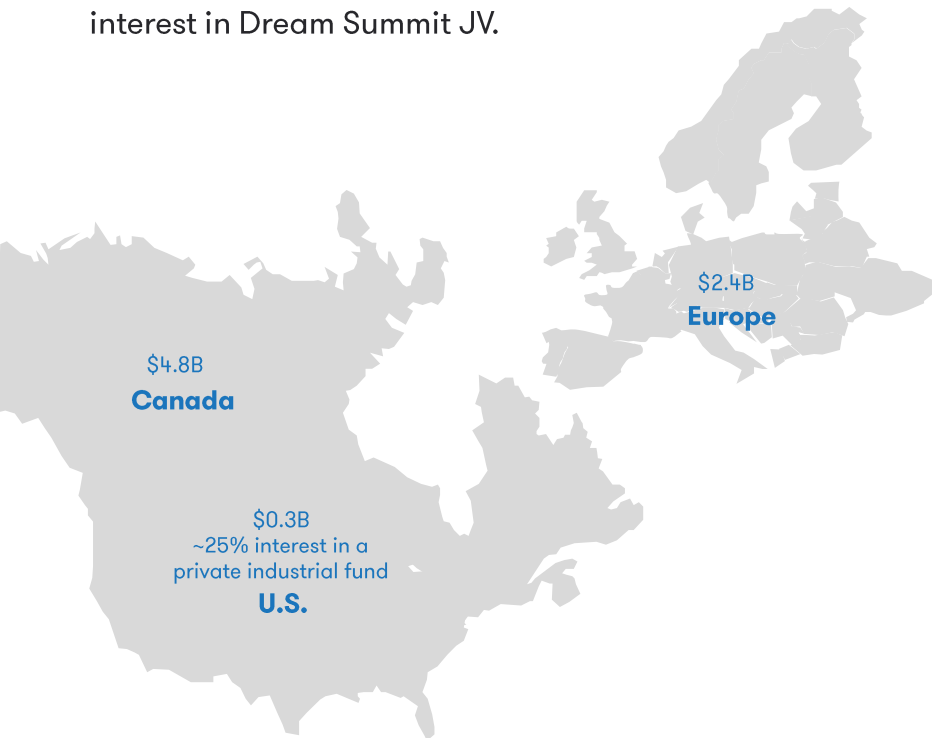 interest in Dream Summit JV.
$2.4B
Europe
$4.8B
Canada
$0.3B
~25% interest in a
private industrial fund
U.S.